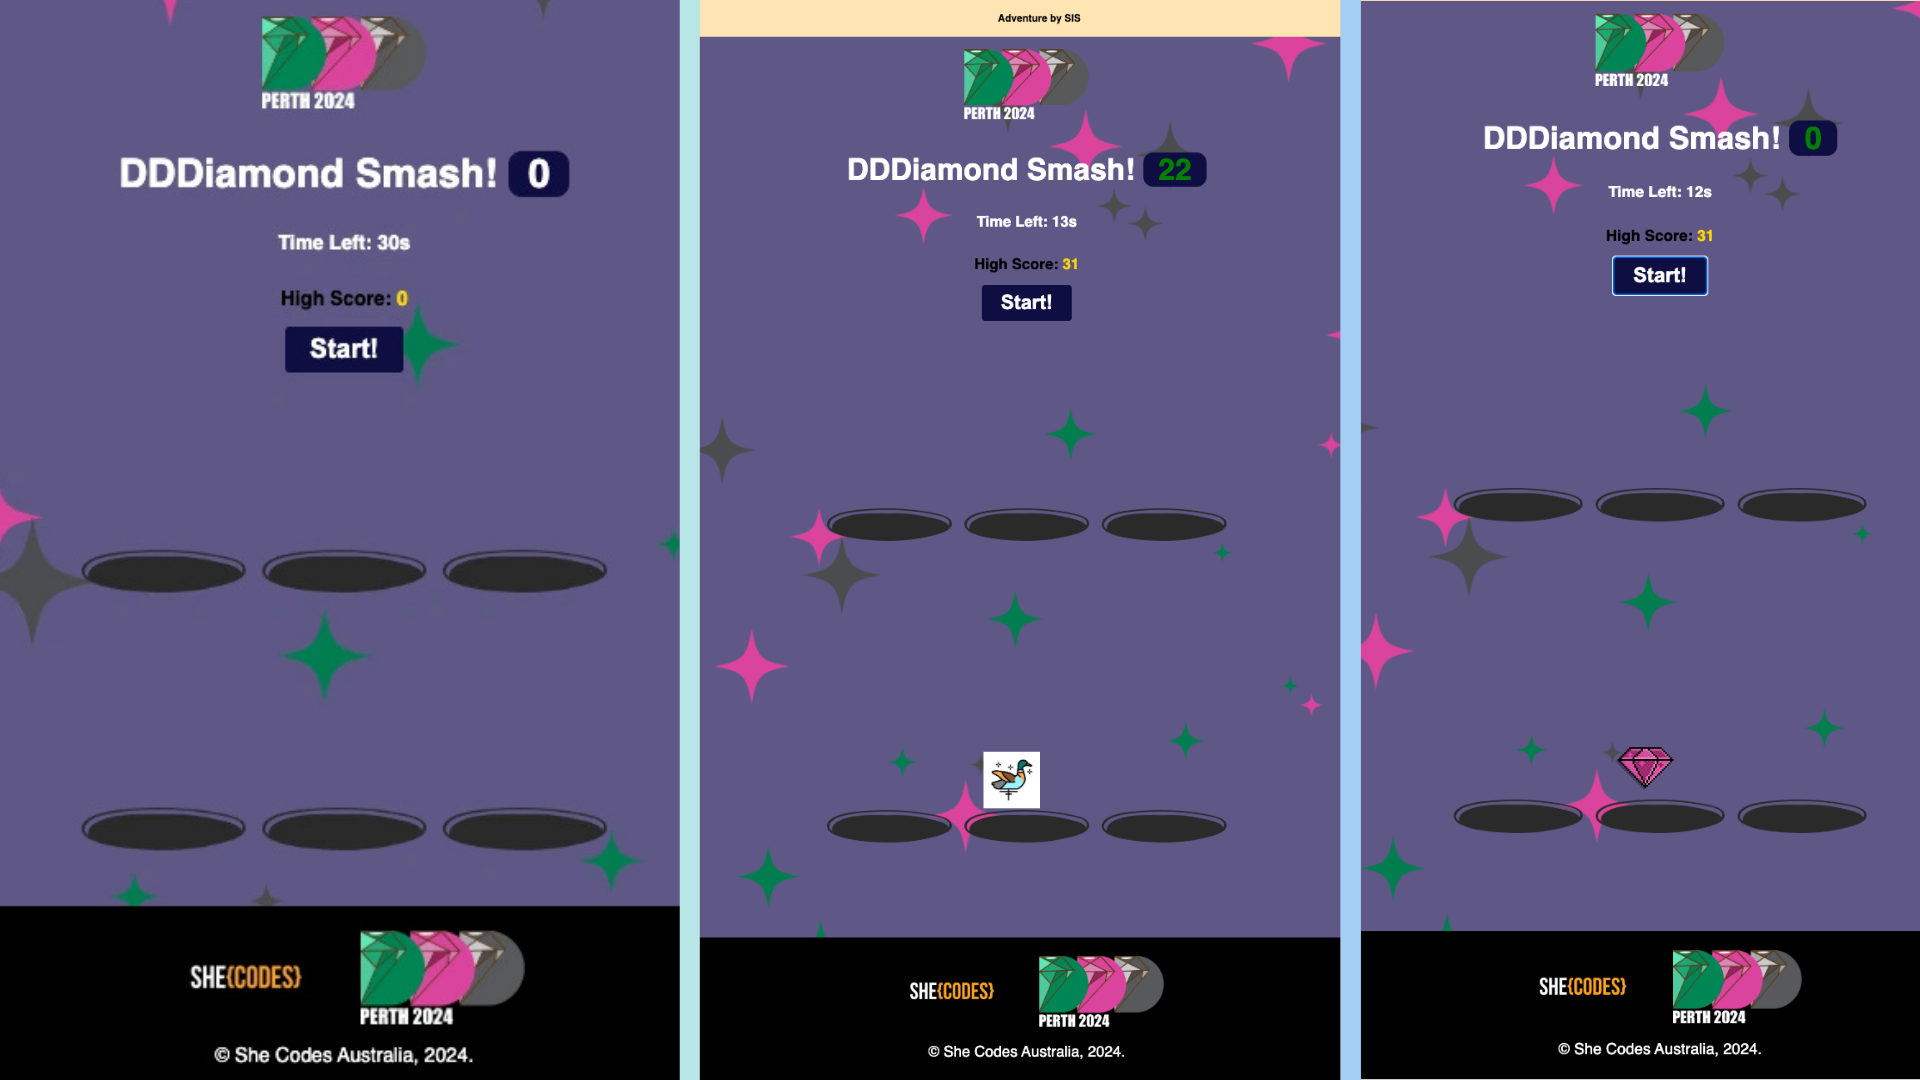 PERTH 2024
DDDiamond Smash! 0
Time Left: 30s
High Score: 0
Start!
SHE{CODES}
PERTH 2024
© She Codes Australia, 2024.
Adventure by SIS
PERTH 2024
DDDiamond Smash! 22
Time Left: 13s
High Score: 31
Start!
SHE{CODES}
PERTH 2024
© She Codes Australia, 2024.
PERTH 2024
DDDiamond Smash! 0
Time Left: 12s
High Score: 31
Start!
SHE{CODES}
PERTH 2024
© She Codes Australia, 2024.